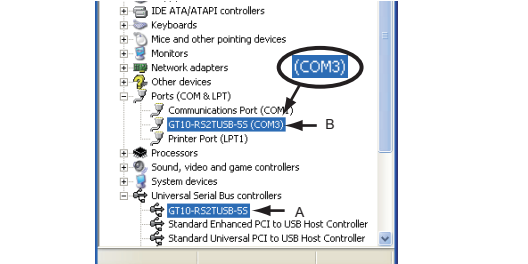 IDE ATA/ATAPI controllers
Keyboards
Mice and other pointing devices
Monitors
Network adapters
(COM3)
Other devices
Ports (COM & LPT)
Communications Port (COM
GT10-RS2TUSB-5S (COM3)
B
Printer Port (LPT1)
Processors
Sound, video and game controllers
System devices
Universal Serial Bus controllers
GT10-RS2TUSB-5S
A
Standard Enhanced PCI to USB Host Controller
Standard Universal PCI to USB Host Controller